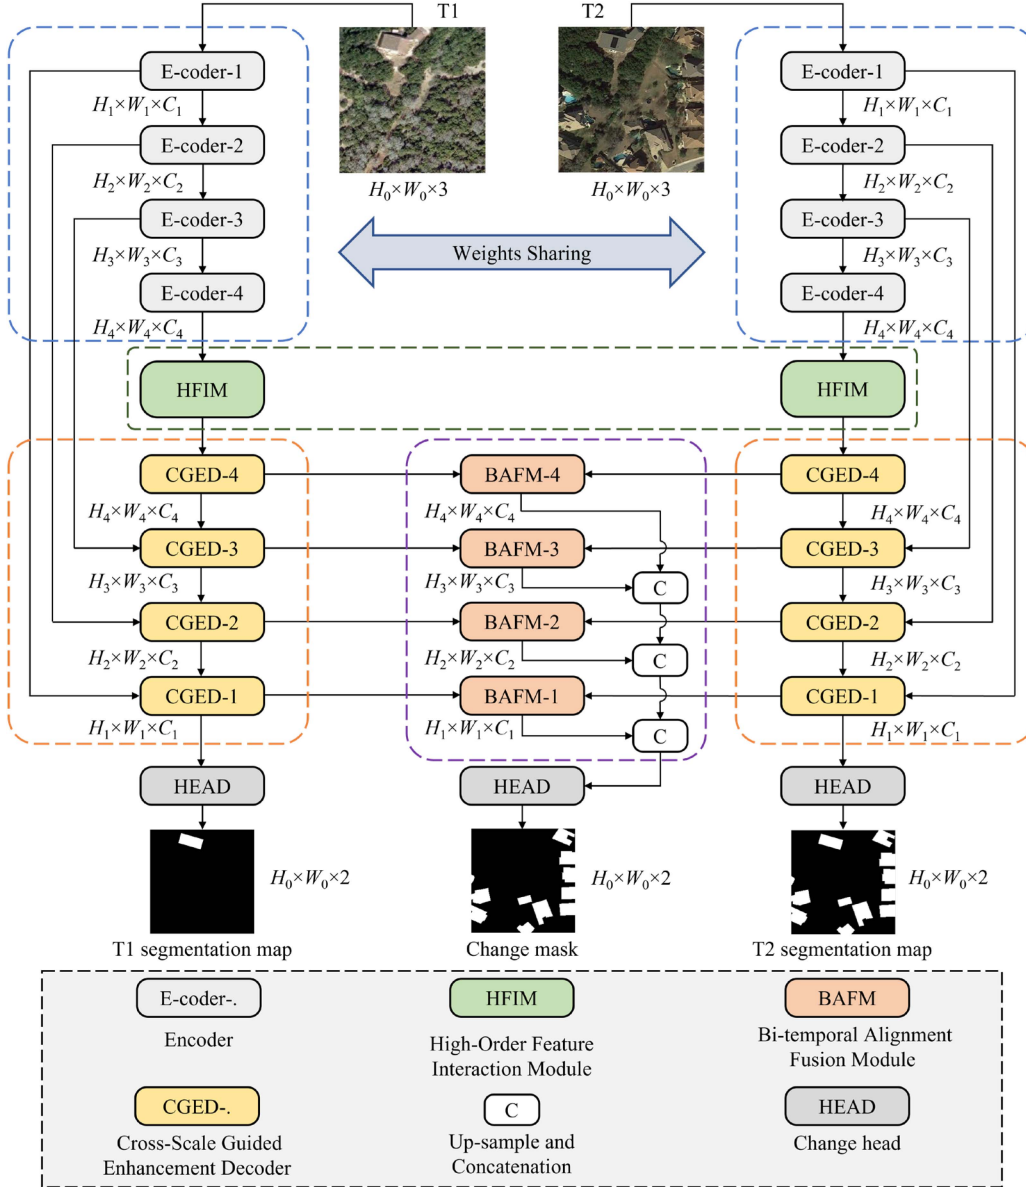 T1
T2
E-coder-1
E-coder-1
H₁×W₁×C₁
H₁×W₁×C₁
E-coder-2
E-coder-2
H₀×W₀×3
H₀×W₀×3
H₂×W₂×C₂
H₂×W₂×C₂
E-coder-3
E-coder-3
Weights Sharing
H₃×W₃×C₃
H₃×W₃×C₃
E-coder-4
E-coder-4
H₄×W₄×C₄
H₄×W₄×C₄
HFIM
HFIM
CGED-4
BAFM-4
CGED-4
H₄×W₄×C₄
H₄×W₄×C₄
H₄×W₄×C₄
CGED-3
BAFM-3
CGED-3
H₃×W₃×C₃
H₃×W₃×C₃
C
H₃×W₃×C₃
CGED-2
BAFM-2
CGED-2
H₂×W₂×C₂
H₂×W₂×C₂
C
H₂×W₂×C₂
CGED-1
BAFM-1
CGED-1
H₁×W₁×C₁
H₁×W₁×C₁
C
H₁×W₁×C₁
HEAD
HEAD
HEAD
H₀×W₀×2
H₀×W₀×2
H₀×W₀×2
T1 segmentation map
Change mask
T2 segmentation map
E-coder-.
Encoder
HFIM
High-Order Feature
Interaction Module
BAFM
Bi-temporal Alignment
Fusion Module
CGED-.
Cross-Scale Guided
Enhancement Decoder
C
Up-sample and
Concatenation
HEAD
Change head